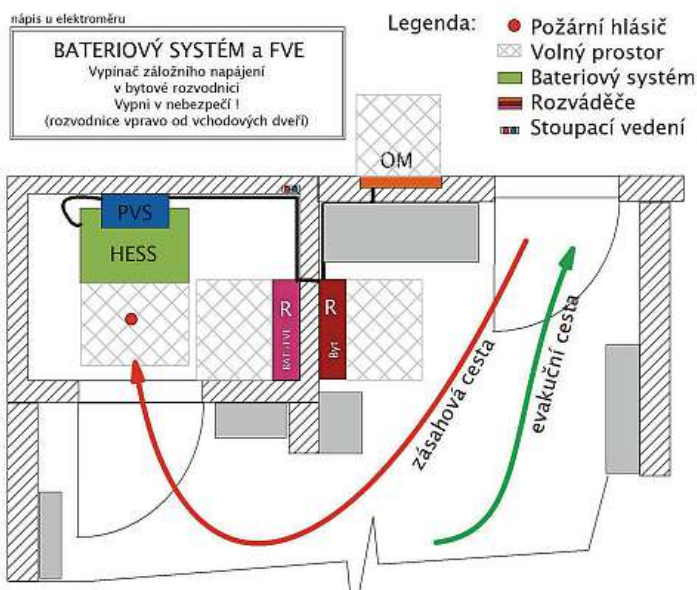 nápis u elektroměru
BATERIOVÝ SYSTÉM a FVE
Vypínač záložního napájení
v bytové rozvodnici
Vypni v nebezpečí !
(rozvodnice vpravo od vchodových dveří)
Legenda:
Požární hlásič
Volný prostor
Bateriový systém
Rozváděče
Stoupací vedení
OM
PVS
HESS
R
BAT+FVE
R
Byt
zásahová cesta
evakuční cesta